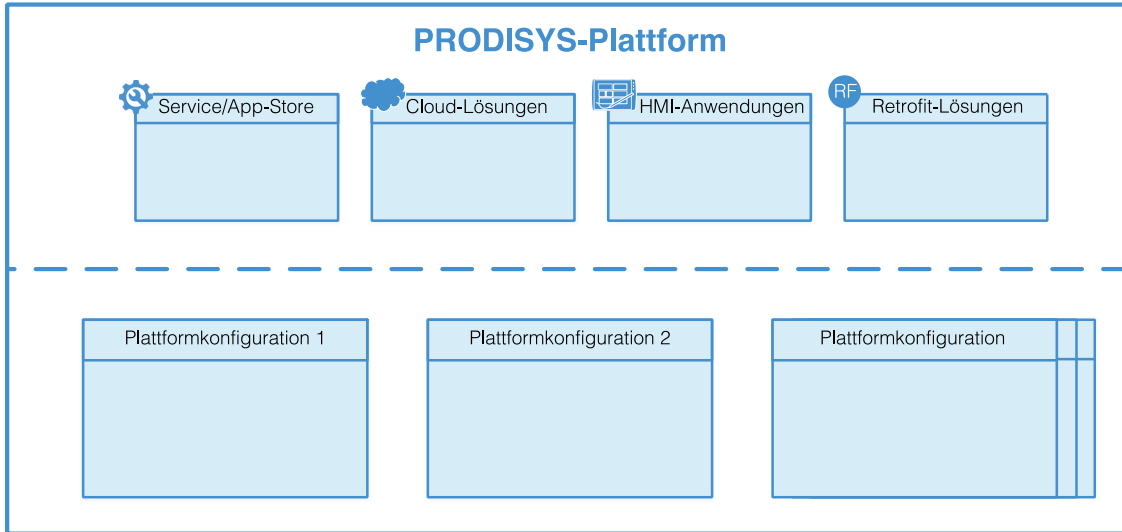 PRODISYS-Plattform
Service/App-Store
Cloud-Lösungen
HMI-Anwendungen
RF
Retrofit-Lösungen
Plattformkonfiguration 1
Plattformkonfiguration 2
Plattformkonfiguration